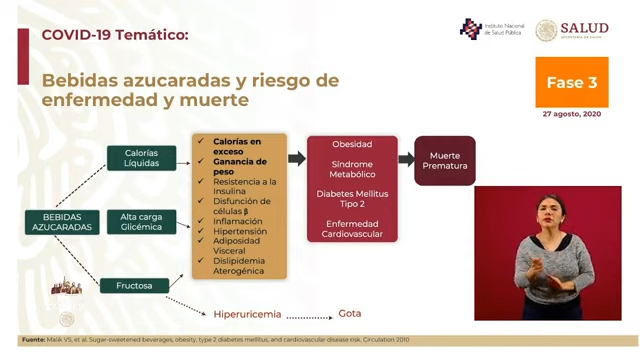 COVID-19 Temático:
Instituto Nacional
de Salud Pública
SALUD
SECRETARÍA DE SALUD
Bebidas azucaradas y riesgo de
enfermedad y muerte
Fase 3
27 agosto, 2020
BEBIDAS
AZUCARADAS
Calorías
Líquidas
Alta carga
Glicémica
Fructosa
✓ Calorías en
exceso
✓ Ganancia de
peso
✓ Resistencia a la
Insulina
✓ Disfunción de
células β
✓ Inflamación
✓ Hipertensión
✓ Adiposidad
Visceral
✓ Dislipidemia
Aterogénica
Obesidad
Síndrome
Metabólico
Diabetes Mellitus
Tipo 2
Enfermedad
Cardiovascular
Muerte
Prematura
Hiperuricemia
Gota
Fuente: Malik VS, et al. Sugar-sweetened beverages, obesity, type 2 diabetes mellitus, and cardiovascular disease risk. Circulation 2010